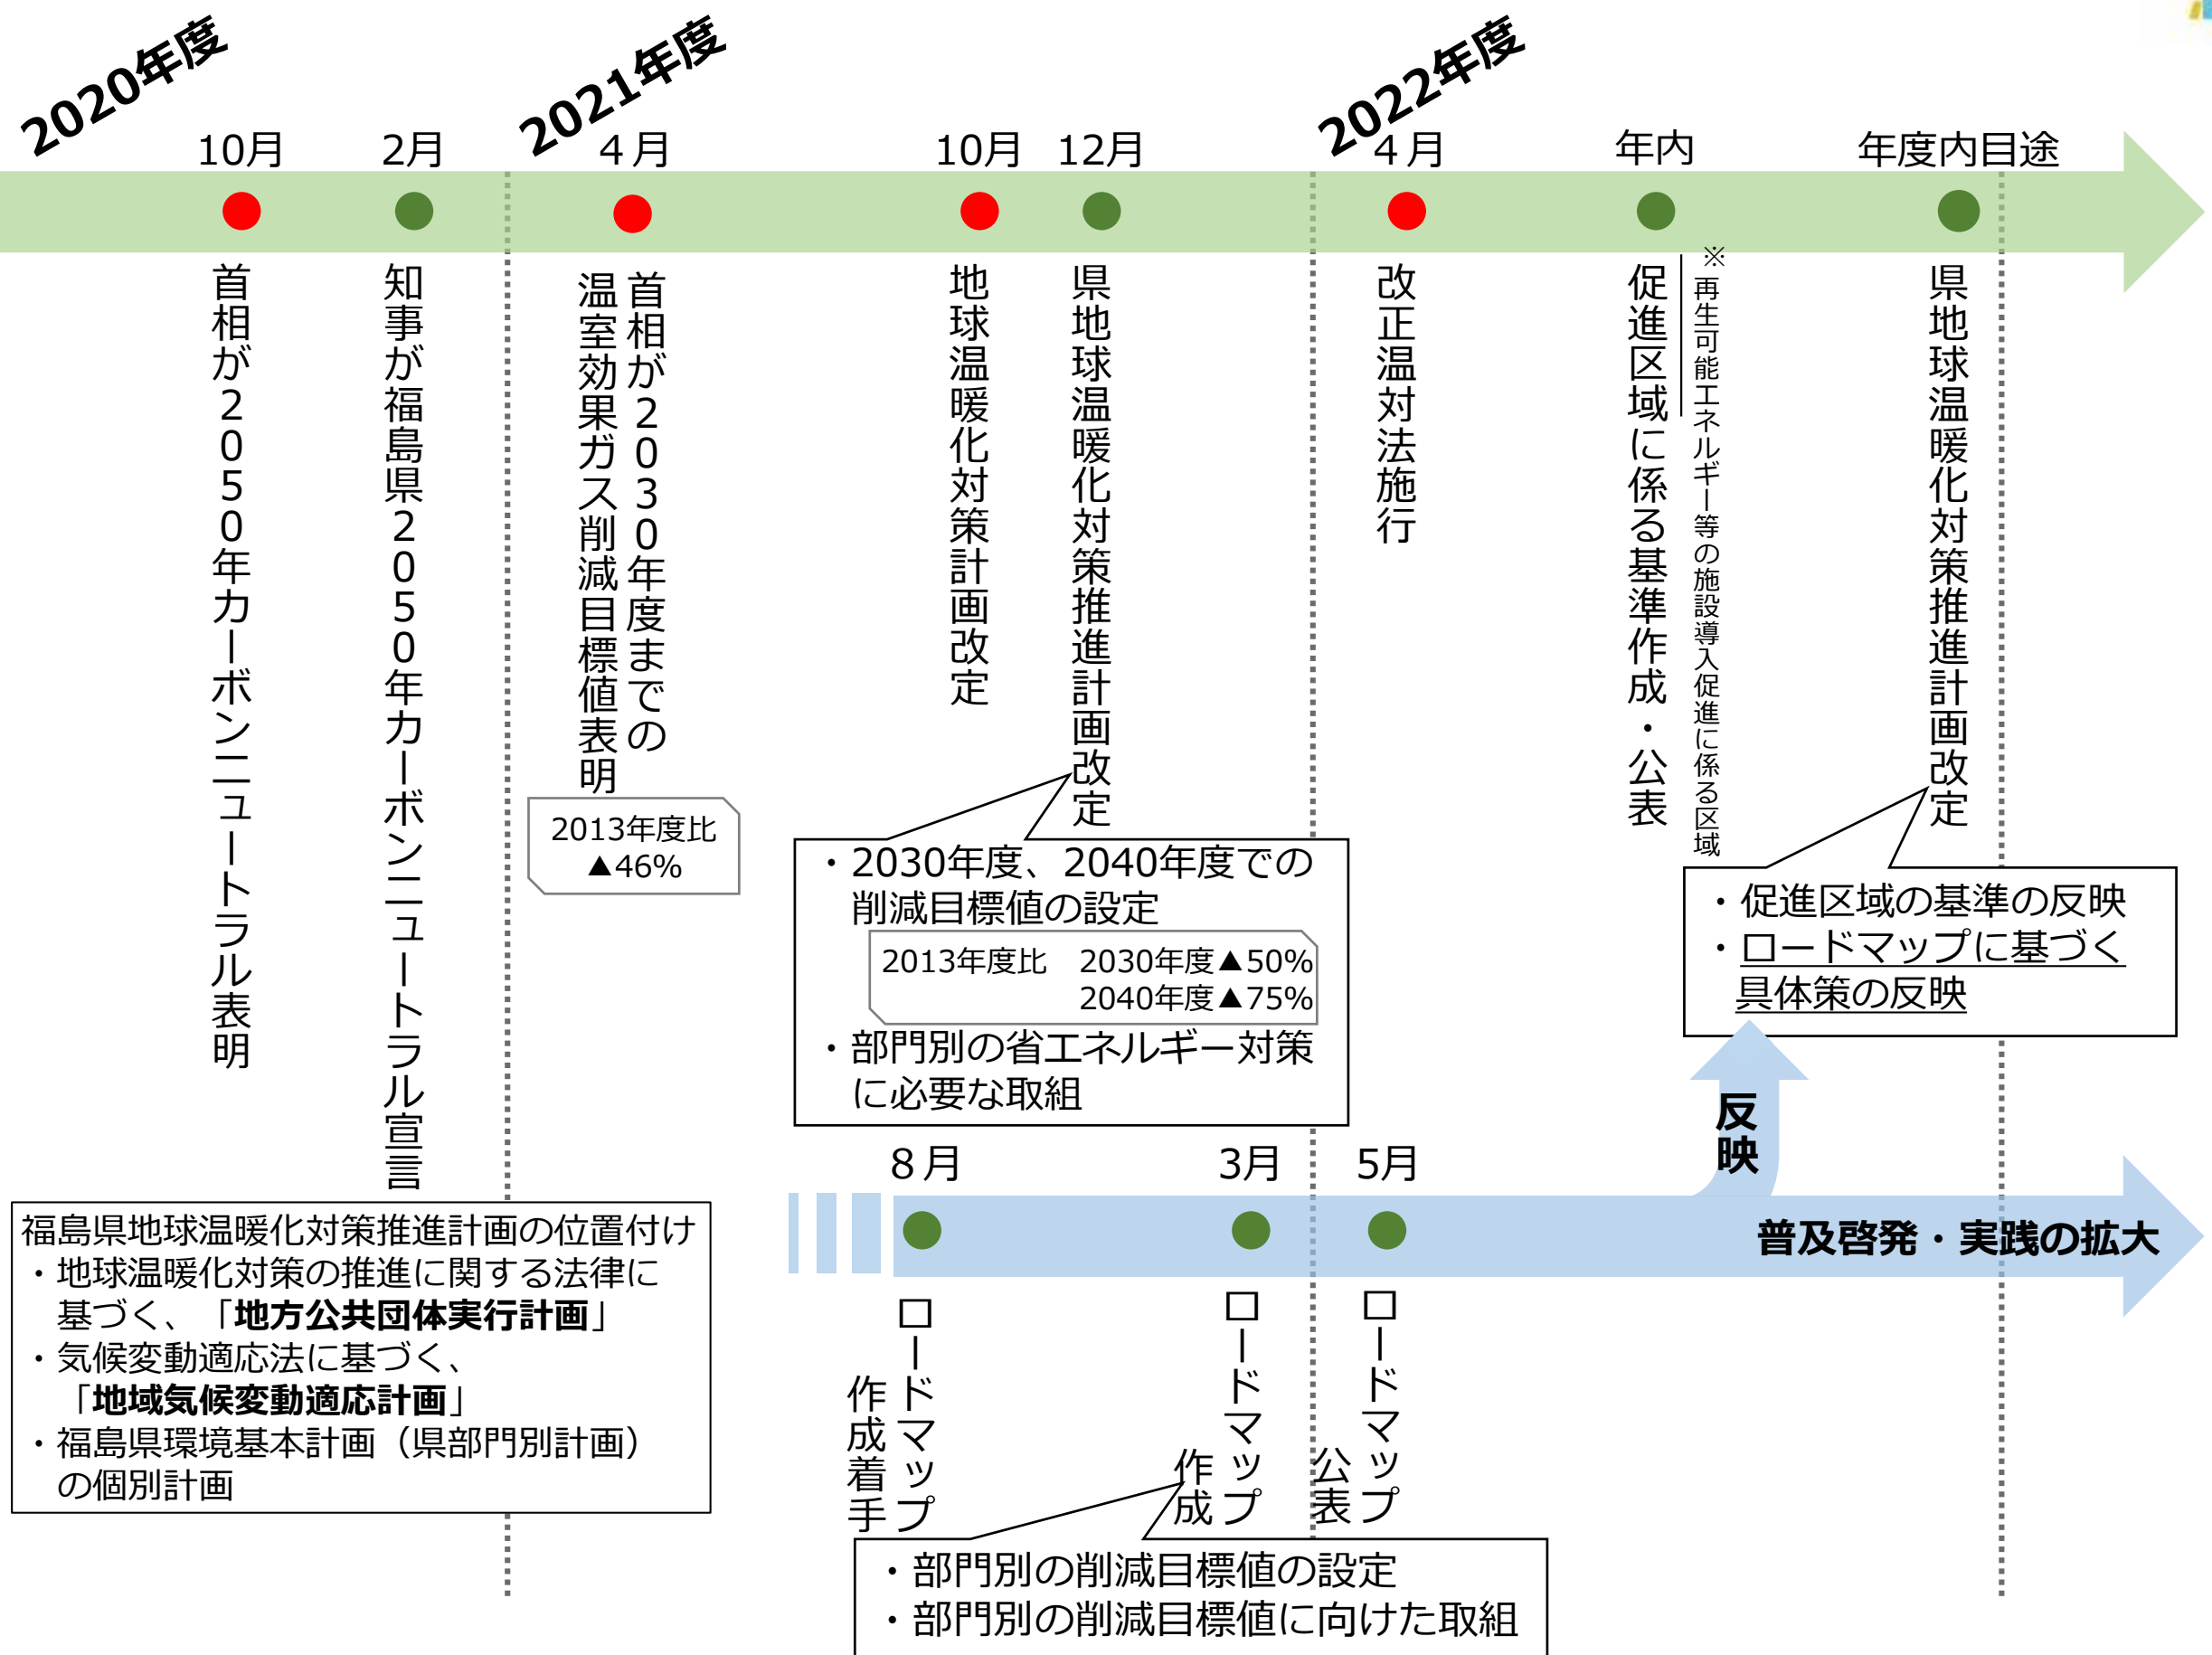 2020年度
2021年度
2022年度
10月
2月
４月
10月
12月
４月
年内
年度内目途
首相が２０５０年カーボンニュートラル表明
知事が福島県２０５０年カーボンニュートラル宣言
首相が２０３０年度までの
温室効果ガス削減目標値表明
2013年度比
▲46%
地球温暖化対策計画改定
県地球温暖化対策推進計画改定
・2030年度、2040年度での
削減目標値の設定
2013年度比　2030年度▲50%
2040年度▲75%
・部門別の省エネルギー対策
に必要な取組
改正温対法施行
※再生可能エネルギー等の施設導入促進に係る区域
促進区域に係る基準作成・公表
県地球温暖化対策推進計画改定
・促進区域の基準の反映
・ロードマップに基づく
具体策の反映
反映
８月
3月
5月
普及啓発・実践の拡大
ロードマップ
作成着手
ロードマップ
作成
ロードマップ
公表
・部門別の削減目標値の設定
・部門別の削減目標値に向けた取組
福島県地球温暖化対策推進計画の位置付け
・地球温暖化対策の推進に関する法律に
基づく、「地方公共団体実行計画」
・気候変動適応法に基づく、
「地域気候変動適応計画」
・福島県環境基本計画（県部門別計画）
の個別計画